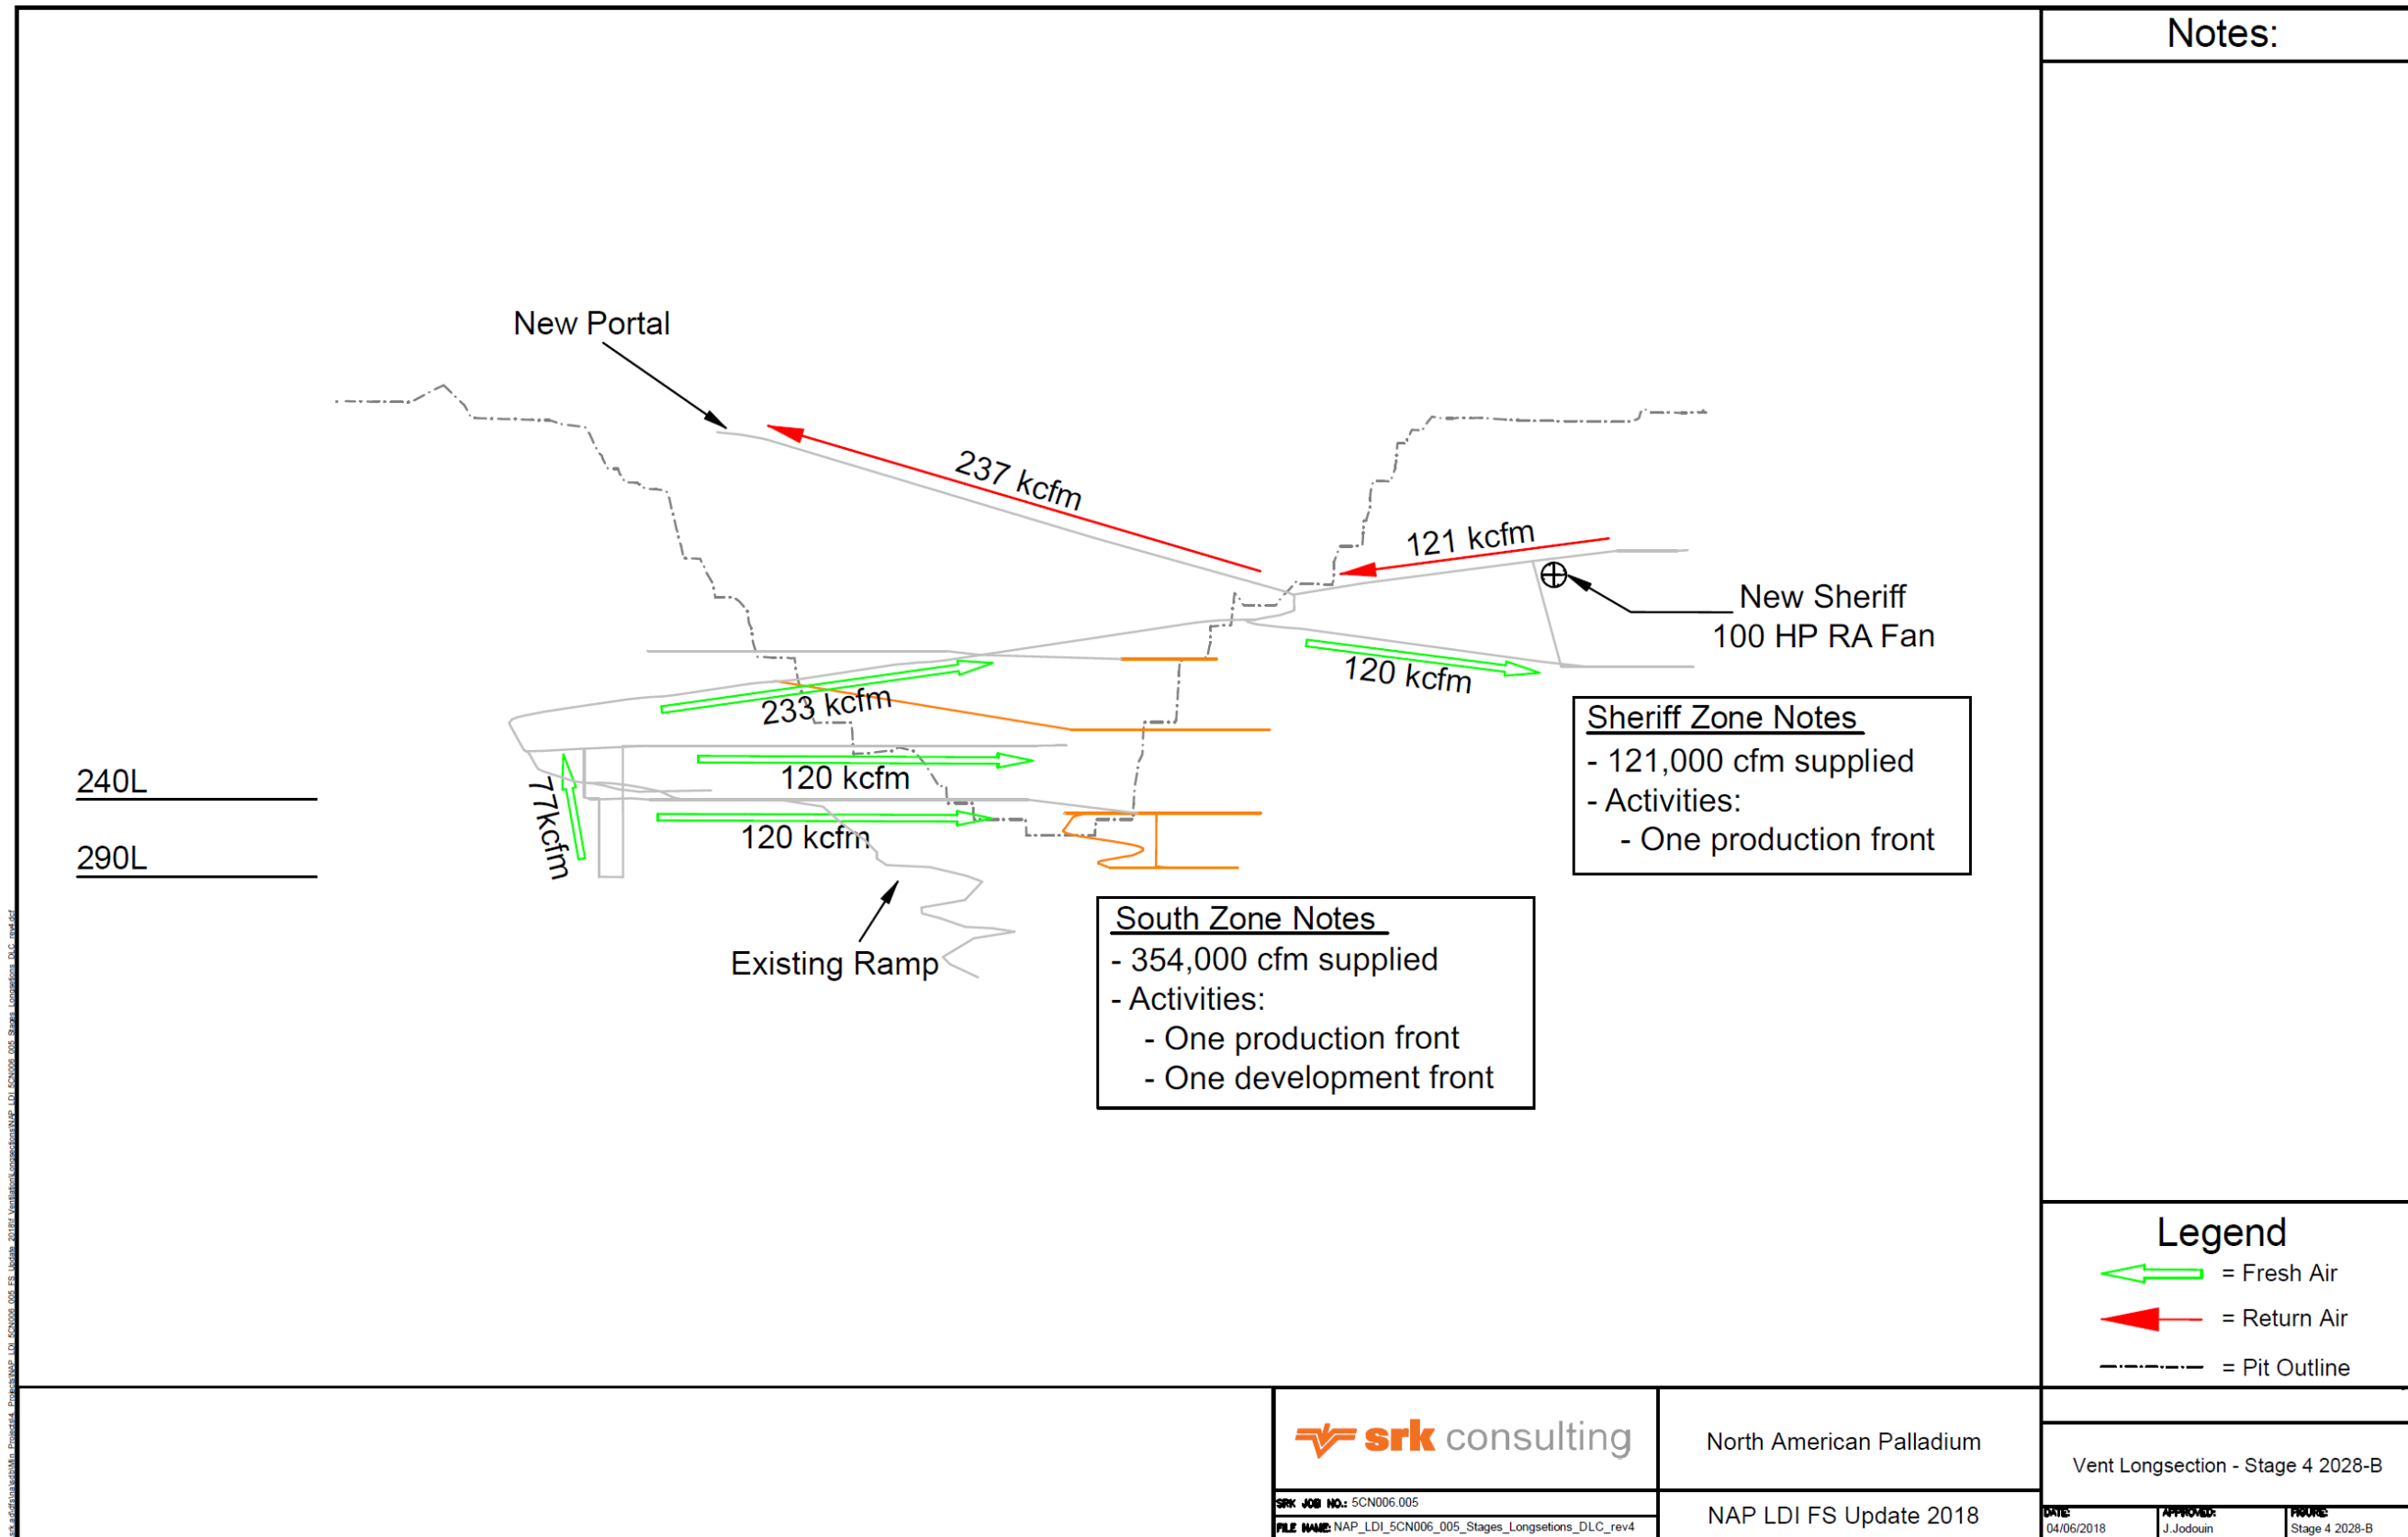 Notes:
New Portal
237 kcfm
121 kcfm
New Sheriff
100 HP RA Fan
120 kcfm
233 kcfm
Sheriff Zone Notes
- 121,000 cfm supplied
- Activities:
- One production front
240L
120 kcfm
77kcfm
120 kcfm
290L
Existing Ramp
South Zone Notes
- 354,000 cfm supplied
- Activities:
- One production front
- One development front
Legend
= Fresh Air
= Return Air
= Pit Outline
srk consulting
North American Palladium
Vent Longsection - Stage 4 2028-B
SRK JOB NO.: 5CN006.005
FILE NAME: NAP_LDI_5CN006_005_Stages_Longsetions_DLC_rev4
NAP LDI FS Update 2018
DATE: APPROVED: FIGURE:
04/06/2018 J.Jodouin Stage 4 2028-B